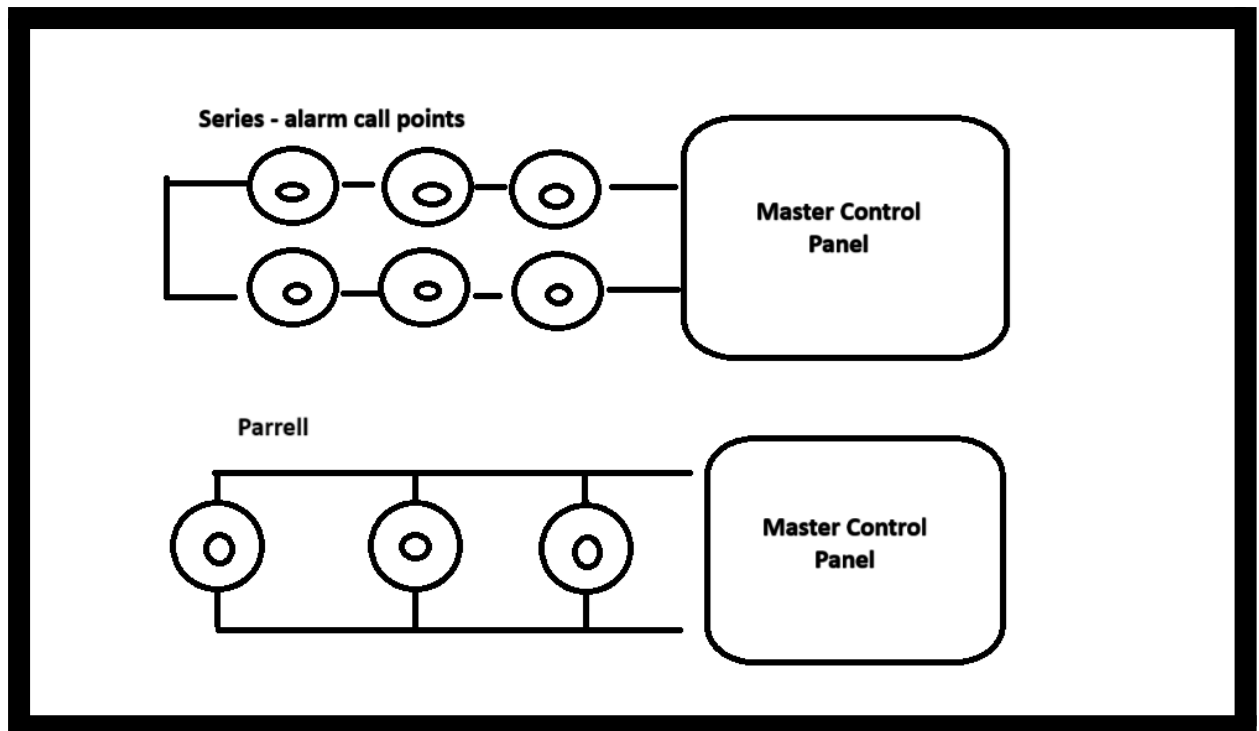 Series - alarm call points
Master Control
Panel
Parrell
Master Control
Panel